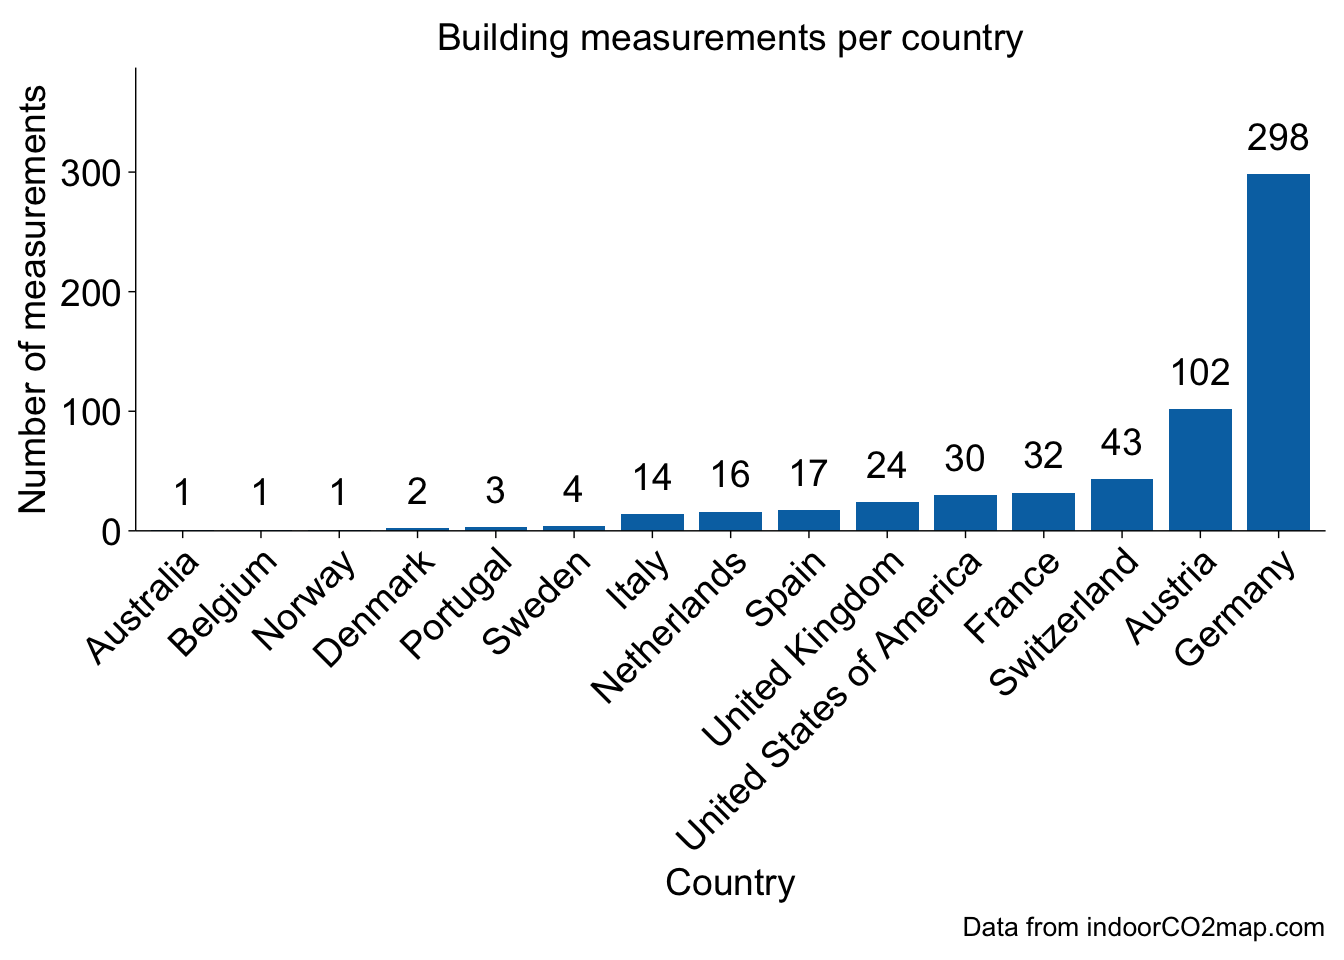 Building measurements per country
Number of measurements
300
200
100
0
1
1
1
2
3
4
14
16
17
24
30
32
43
102
298
Australia
Belgium
Norway
Denmark
Portugal
Sweden
Italy
Netherlands
Spain
United Kingdom
United States of America
France
Switzerland
Austria
Germany
Country
Data from indoorCO2map.com